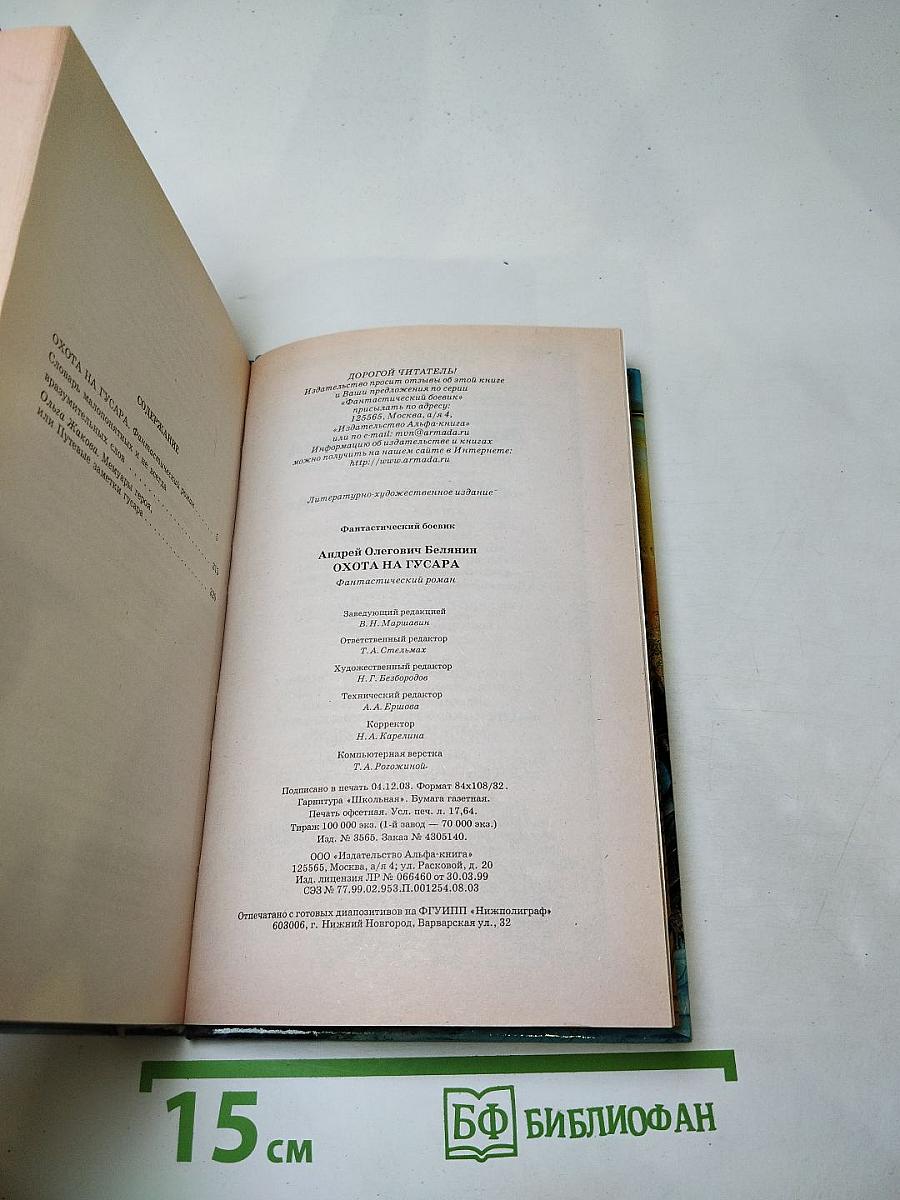 СОДЕРЖАНИЕ
ОХОТА НА ГУСАРА. Фантастический роман . . . 5
Словарь малопонятных и не всегда
вразумительных слов . . .
Ольга Жакова. Мемуары героя,
или Путевые заметки гусара . . .
ДОРОГОЙ ЧИТАТЕЛЬ!
Издательство просит отзывы об этой книге
и Ваши предложения по серии
«Фантастический боевик»
присылать по адресу:
125565, Москва, а/я 4,
«Издательство Альфа-книга»
или по e-mail: mvn@armada.ru
Информацию об издательстве и книгах
можно получить на нашем сайте в Интернете:
http://www.armada.ru
Литературно-художественное издание
Фантастический боевик
Андрей Олегович Белянин
ОХОТА НА ГУСАРА
Фантастический роман
Заведующий редакцией
В. Н. Маршавин
Ответственный редактор
Т. А. Стельмах
Художественный редактор
Н. Г. Безбородов
Технический редактор
А. А. Ершова
Корректор
Н. А. Карелина
Компьютерная верстка
Т. А. Рогожиной
Подписано в печать 04.12.03. Формат 84x108/32.
Гарнитура «Школьная». Бумага газетная.
Печать офсетная. Усл. печ. л. 17,64.
Тираж 100 000 экз. (1-й завод — 70 000 экз.)
Изд. № 3565. Заказ № 4305140.
ООО «Издательство Альфа-книга»
125565, Москва, а/я 4; ул. Расковой, д. 20
Изд. лицензия ЛР № 066460 от 30.03.99
СЭЗ № 77.99.02.953.П.001254.08.03
Отпечатано с готовых диапозитивов на ФГУИПП «Нижполиграф»
603006, г. Нижний Новгород, Варварская ул., 32
15 см
БФ БИБЛИОФАН